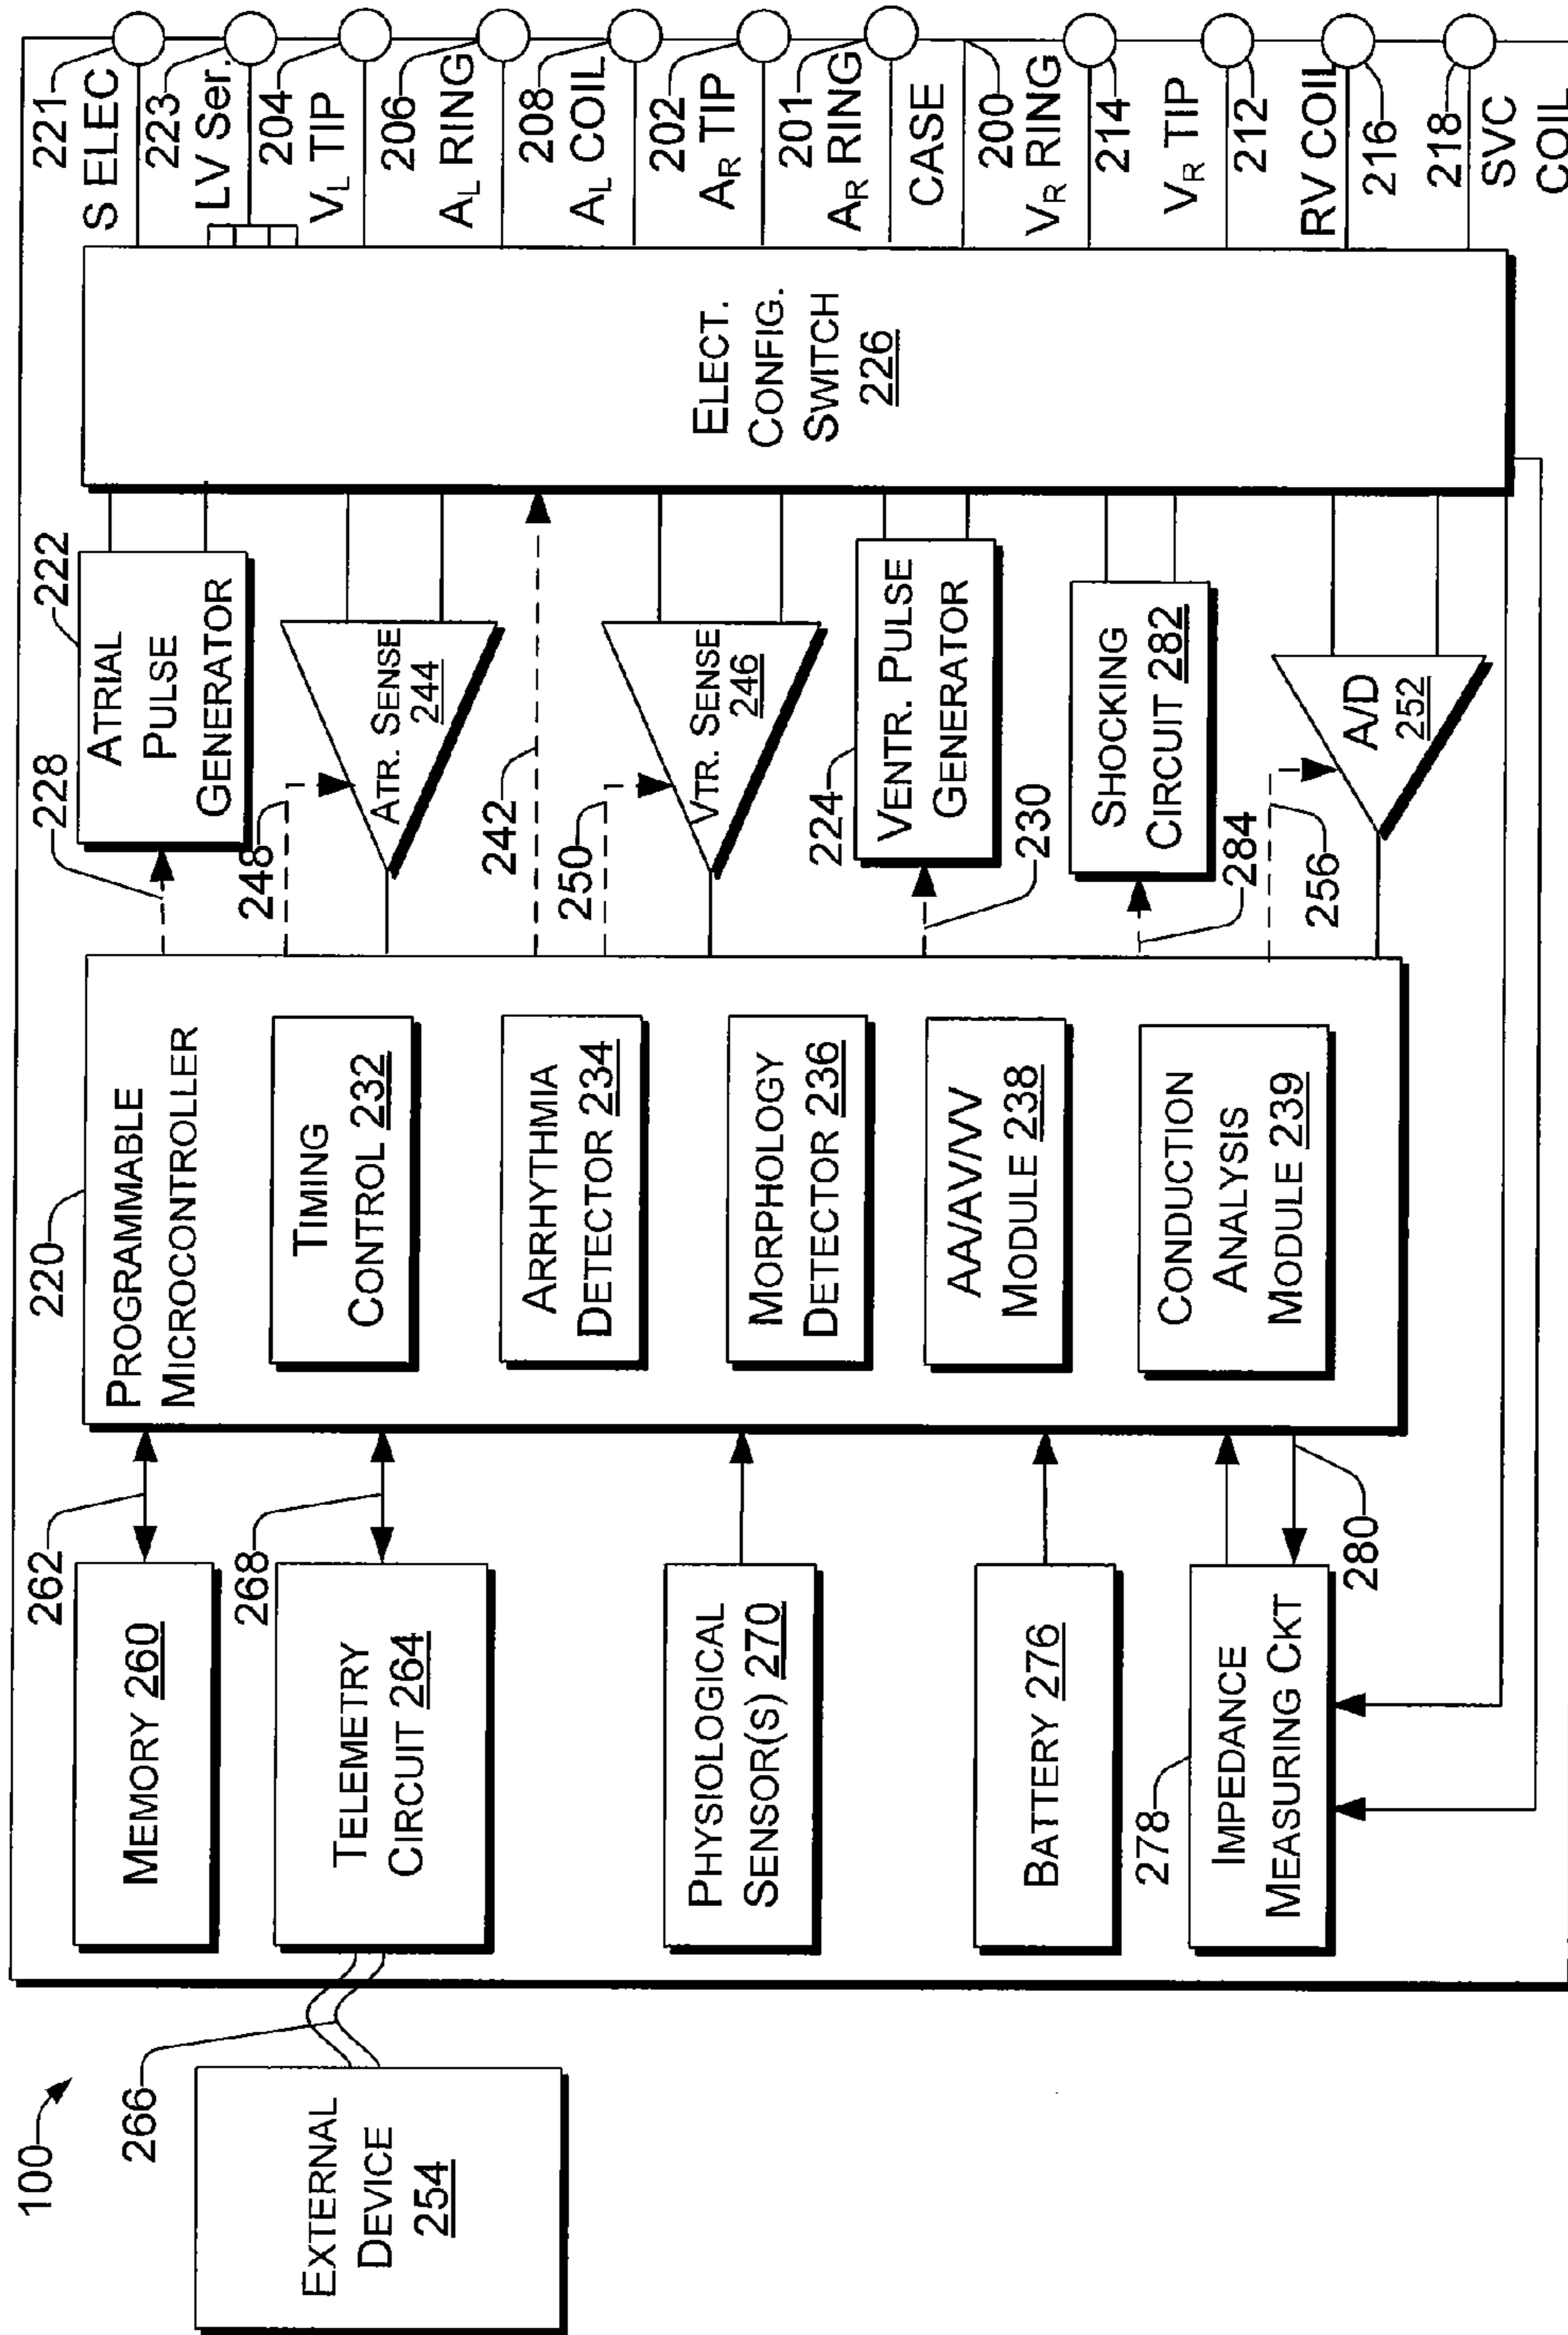 100
EXTERNAL
DEVICE
254
266
MEMORY 260
262
TELEMETRY
CIRCUIT 264
268
PHYSIOLOGICAL
SENSOR(S) 270
BATTERY 276
278
IMPEDANCE
MEASURING CKT
280
220
PROGRAMMABLE
MICROCONTROLLER
TIMING
CONTROL 232
ARRHYTHMIA
DETECTOR 234
MORPHOLOGY
DETECTOR 236
AA/AV/VV
MODULE 238
CONDUCTION
ANALYSIS
MODULE 239
228
222
ATRIAL
PULSE
GENERATOR
248
ATR. SENSE
244
242
250
VTR. SENSE
246
224
VENTR. PULSE
GENERATOR
230
SHOCKING
CIRCUIT 282
284
256
A/D
252
ELECT.
CONFIG.
SWITCH
226
221
S ELEC
223
LV Ser.
204
VL TIP
206
AL RING
208
AL COIL
202
AR TIP
201
AR RING
CASE
200
VR RING
214
VR TIP
212
RV COIL
216
218
SVC
COIL